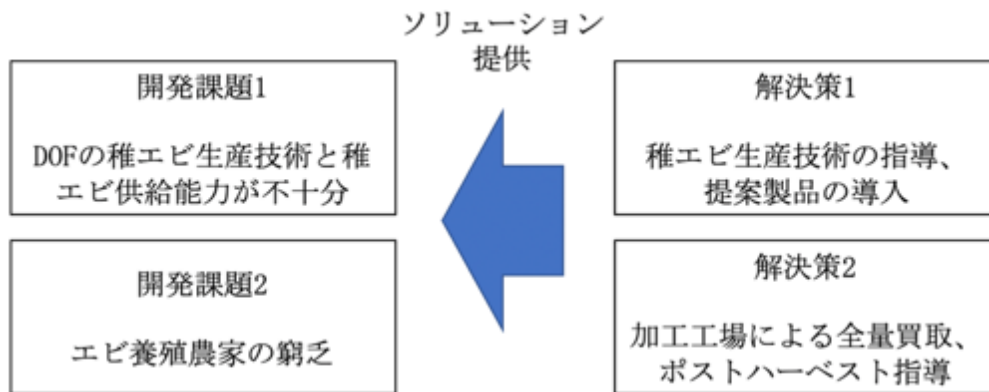 ソリューション
提供
開発課題1
DOFの稚エビ生産技術と稚
エビ供給能力が不十分
解決策1
稚エビ生産技術の指導、
提案製品の導入
開発課題2
エビ養殖農家の窮乏
解決策2
加工工場による全量買取、
ポストハーベスト指導